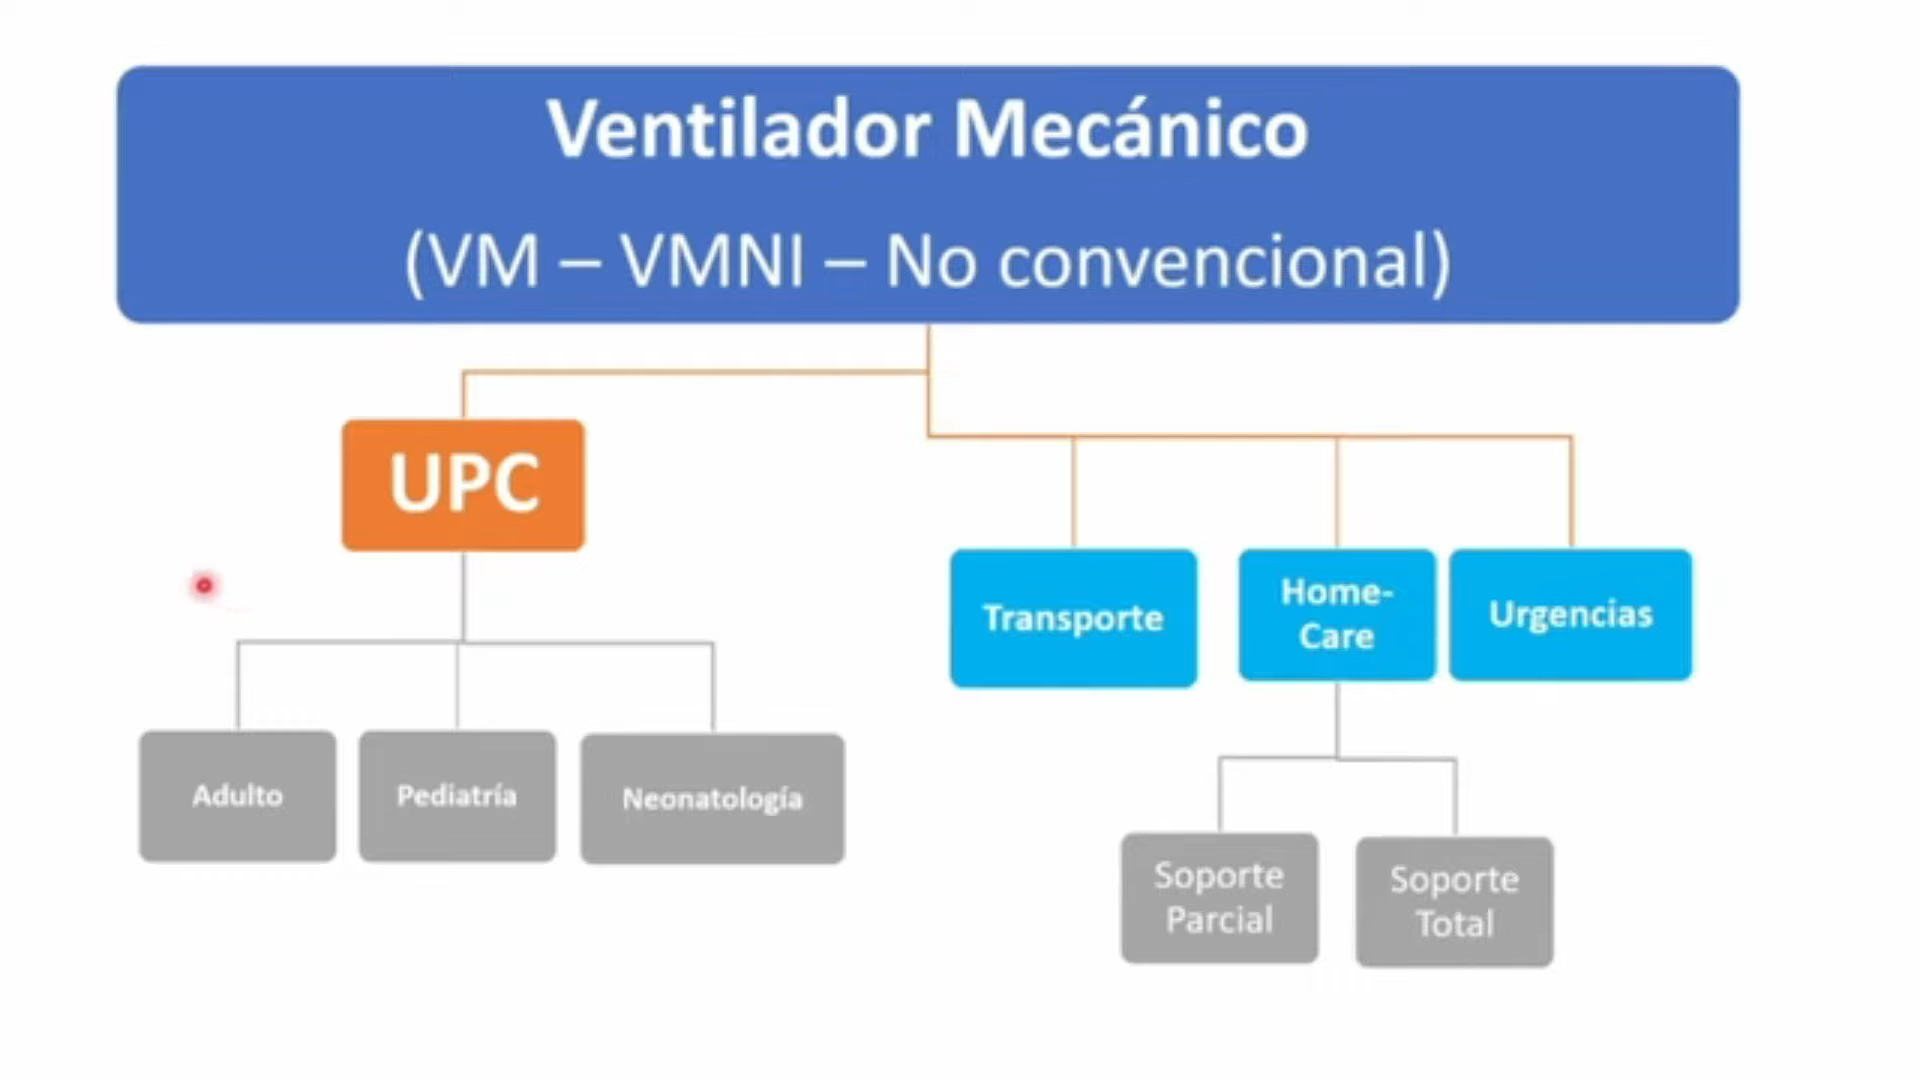 Ventilador Mecánico
(VM – VMNI – No convencional)
UPC
Transporte
Home-
Care
Urgencias
Adulto
Pediatría
Neonatología
Soporte
Parcial
Soporte
Total